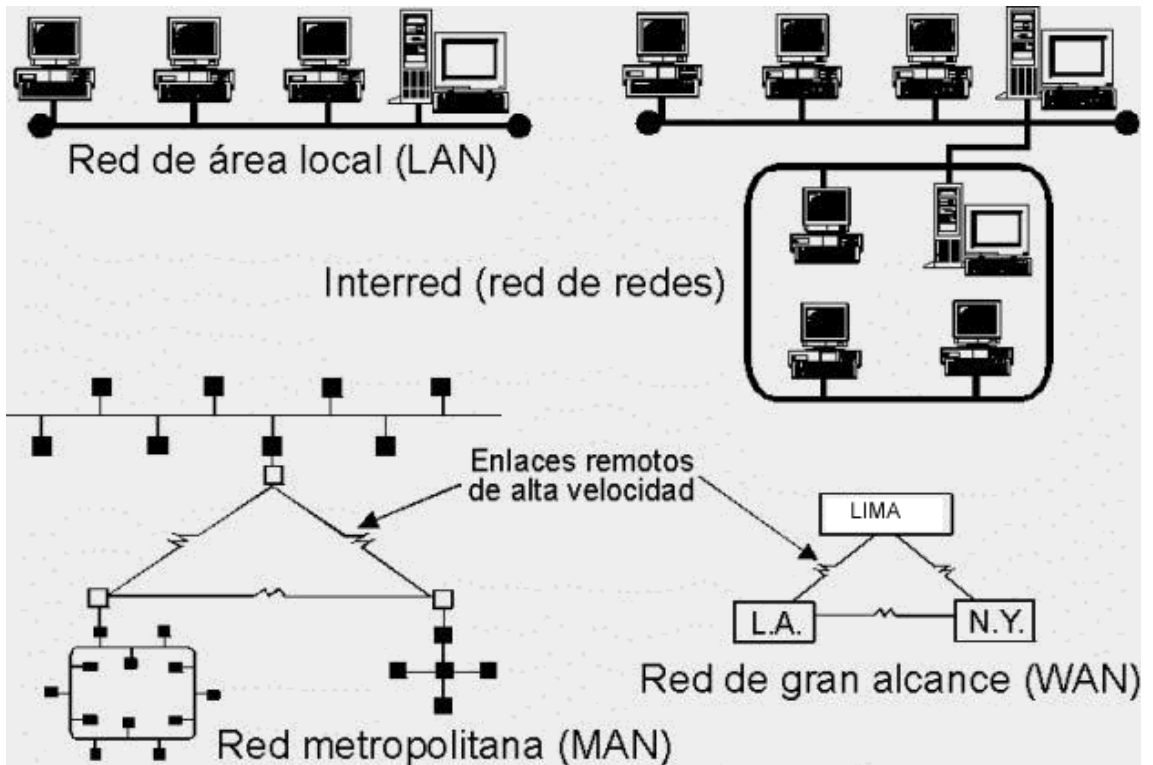 Red de área local (LAN)
Interred (red de redes)
Enlaces remotos
de alta velocidad
LIMA
L.A.
N.Y.
Red de gran alcance (WAN)
Red metropolitana (MAN)